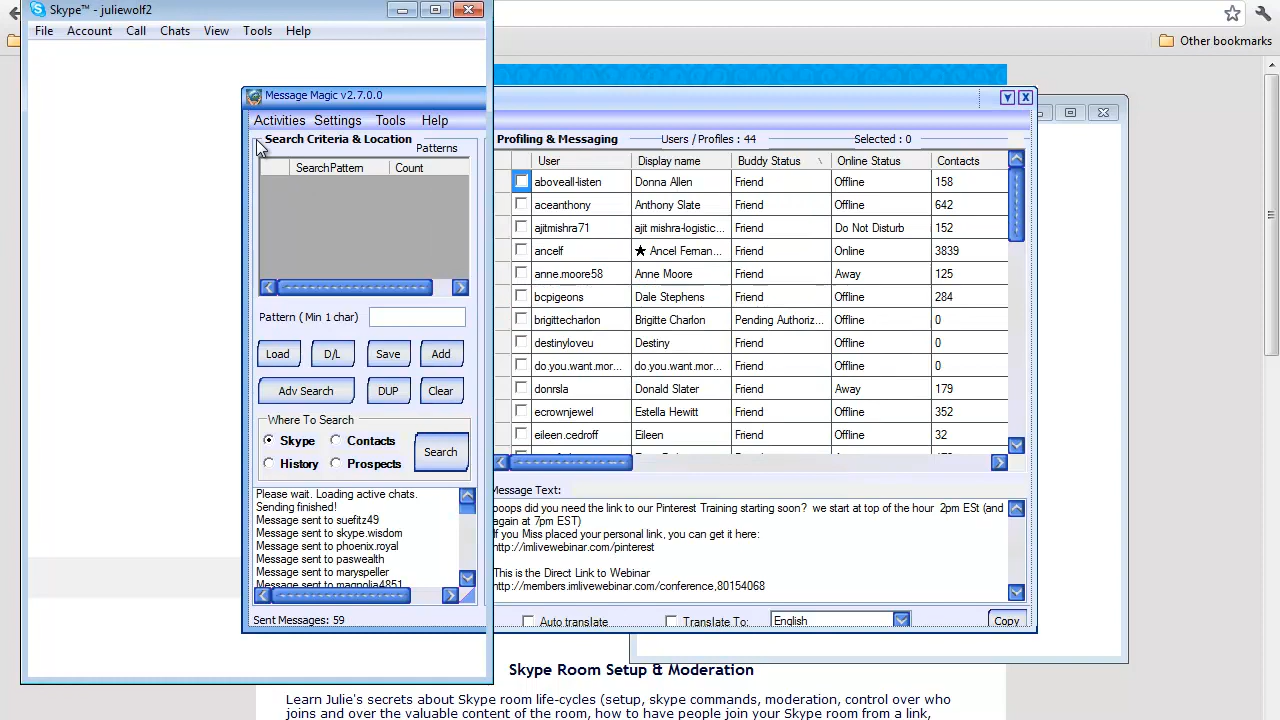 Skype™ - juliewolf2
File Account Call Chats View Tools Help
Other bookmarks
Message Magic v2.7.0.0
Activities Settings Tools Help
Search Criteria & Location
Patterns
SearchPattern Count
Pattern ( Min 1 char)
Load D/L Save Add
Adv Search DUP Clear
Where To Search
Skype Contacts
History Prospects
Search
Please wait. Loading active chats.
Sending finished!
Message sent to suefitz49
Message sent to skype.wisdom
Message sent to phoenix.royal
Message sent to paswealth
Message sent to maryspeller
Message sent to magnolia4851
Sent Messages: 59
Profiling & Messaging Users / Profiles : 44 Selected : 0
User Display name Buddy Status Online Status Contacts
aboveall-listen Donna Allen Friend Offline 158
aceanthony Anthony Slate Friend Offline 642
ajitmishra71 ajit mishra-logistic... Friend Do Not Disturb 152
ancelf ★ Ancel Fernan... Friend Online 3839
anne.moore58 Anne Moore Friend Away 125
bcpigeons Dale Stephens Friend Offline 284
brigittecharlon Brigitte Charlon Pending Authoriz... Offline 0
destinyloveu Destiny Friend Offline 0
do.you.want.mor... do.you.want.mor... Friend Offline 0
donrsla Donald Slater Friend Away 179
ecrownjewel Estella Hewitt Friend Offline 352
eileen.cedroff Eileen Friend Offline 32
Message Text:
ooops did you need the link to our Pinterest Training starting soon? we start at top of the hour 2pm ESt (and
again at 7pm EST)
If you Miss placed your personal link, you can get it here:
http://imlivewebinar.com/pinterest
This is the Direct Link to Webinar
http://members.imlivewebinar.com/conference,80154068
Auto translate Translate To: English Copy
Skype Room Setup & Moderation
Learn Julie's secrets about Skype room life-cycles (setup, skype commands, moderation, control over who
joins and over the valuable content of the room, how to have people join your Skype room from a link,